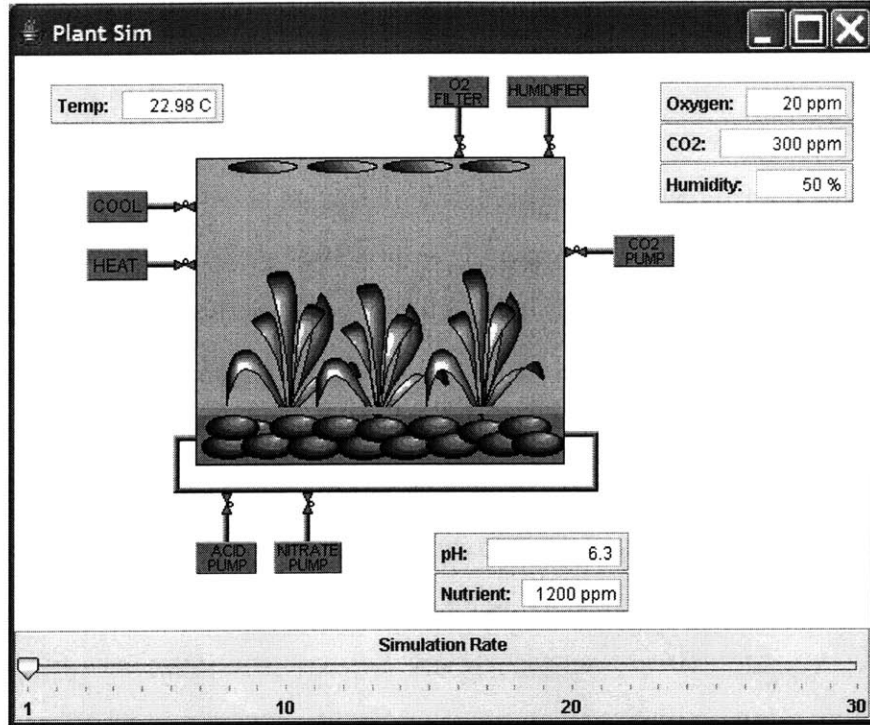 Plant Sim
Temp: 22.98 C
O2
FILTER
HUMIDIFIER
Oxygen: 20 ppm
CO2: 300 ppm
Humidity: 50 %
COOL
HEAT
CO2
PUMP
ACID
PUMP
NITRATE
PUMP
pH: 6.3
Nutrient: 1200 ppm
Simulation Rate
1 10 20 30